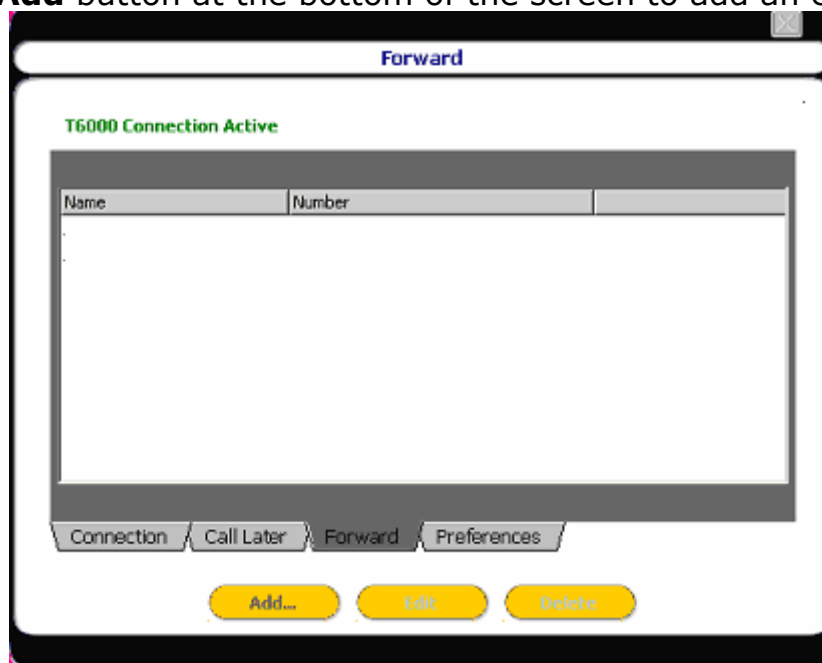 Add button at the bottom of the screen to add an
Forward
T6000 Connection Active
Name Number
Connection Call Later Forward Preferences
Add... Edit Delete